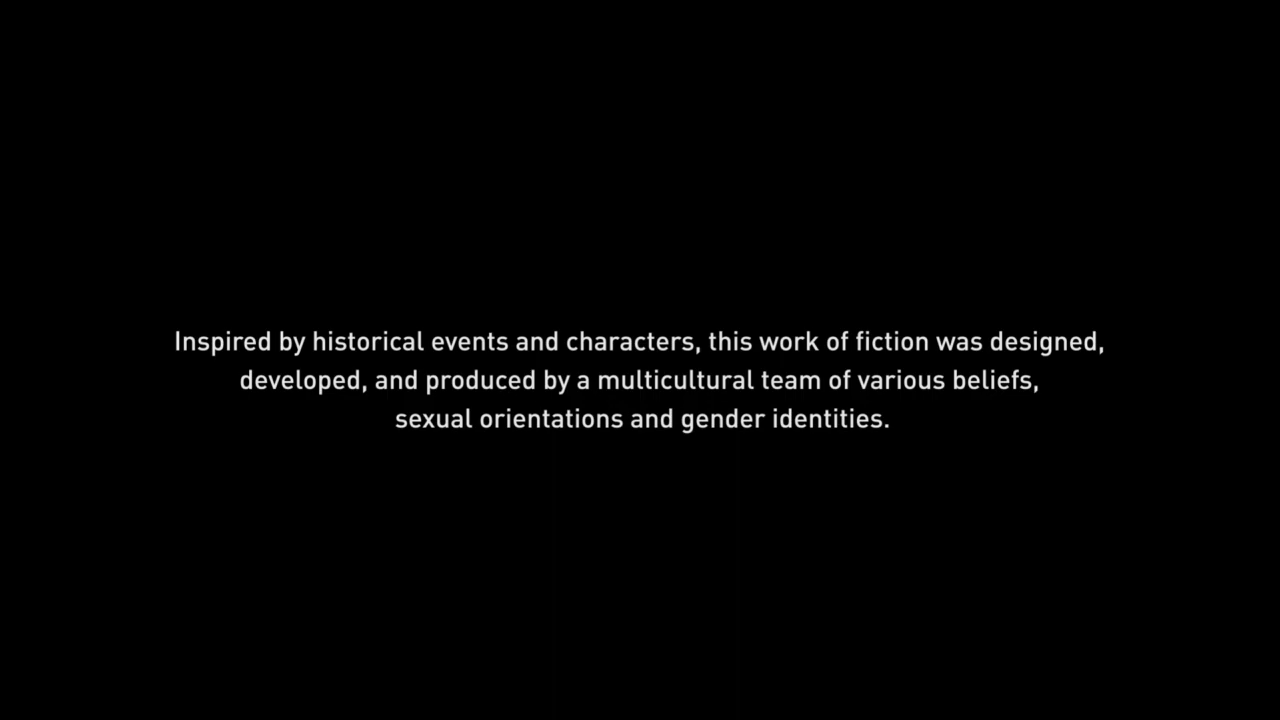 Inspired by historical events and characters, this work of fiction was designed,
developed, and produced by a multicultural team of various beliefs,
sexual orientations and gender identities.